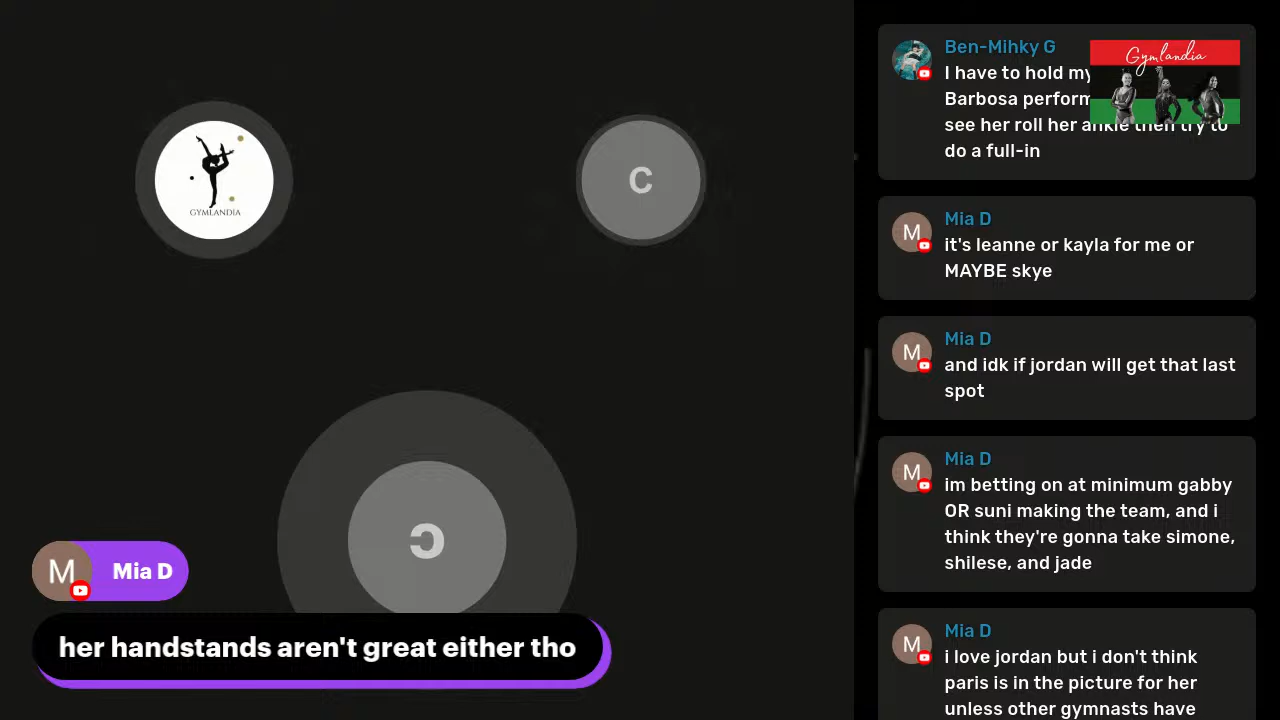 GYMLANDIA
C
C
Mia D
M
her handstands aren't great either tho
Ben-Mihky G
I have to hold my
Barbosa perform
see her roll her ankle then try to
do a full-in
Gymlandia
M
Mia D
it's leanne or kayla for me or
MAYBE skye
M
Mia D
and idk if jordan will get that last
spot
M
Mia D
im betting on at minimum gabby
OR suni making the team, and i
think they're gonna take simone,
shilese, and jade
M
Mia D
i love jordan but i don't think
paris is in the picture for her
unless other gymnasts have